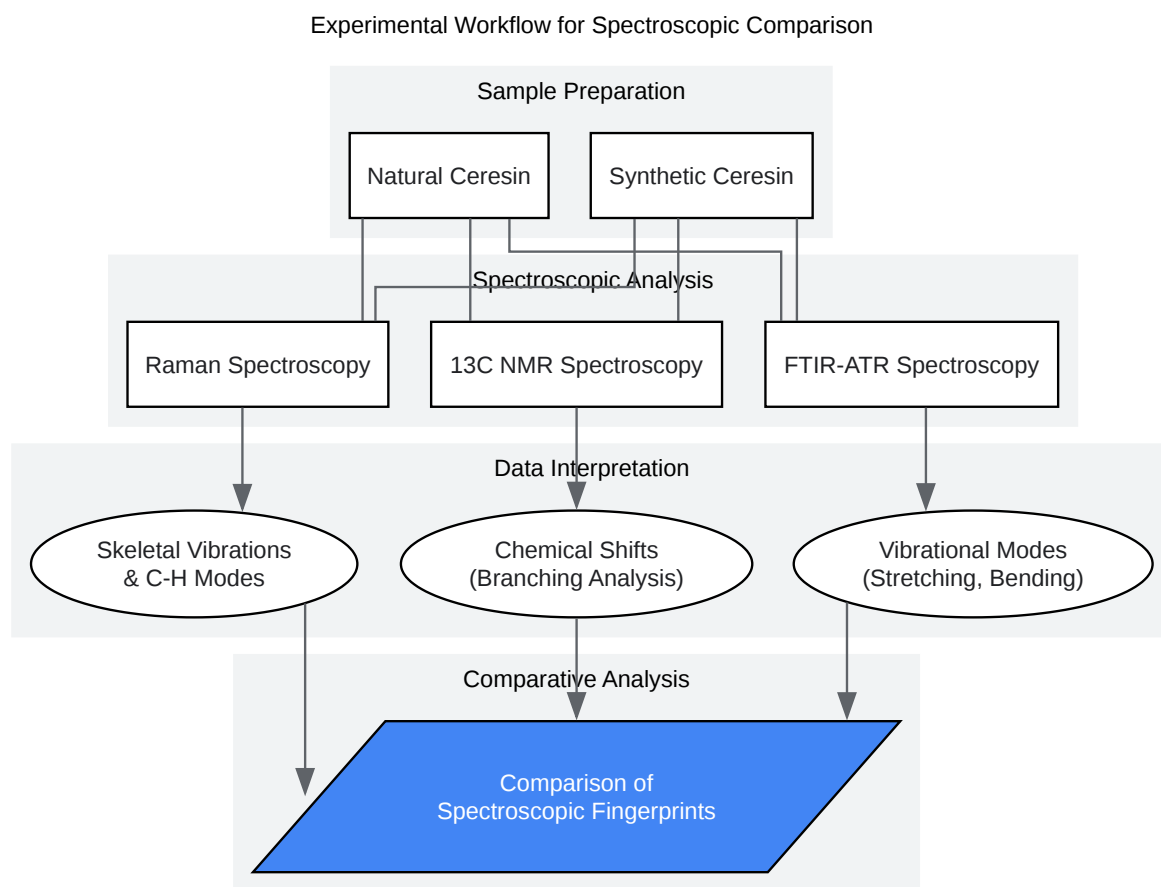 Experimental Workflow for Spectroscopic Comparison
Sample Preparation
Natural Ceresin
Synthetic Ceresin
Spectroscopic Analysis
Raman Spectroscopy
13C NMR Spectroscopy
FTIR-ATR Spectroscopy
Data Interpretation
Skeletal Vibrations
& C-H Modes
Chemical Shifts
(Branching Analysis)
Vibrational Modes
(Stretching, Bending)
Comparative Analysis
Comparison of
Spectroscopic Fingerprints